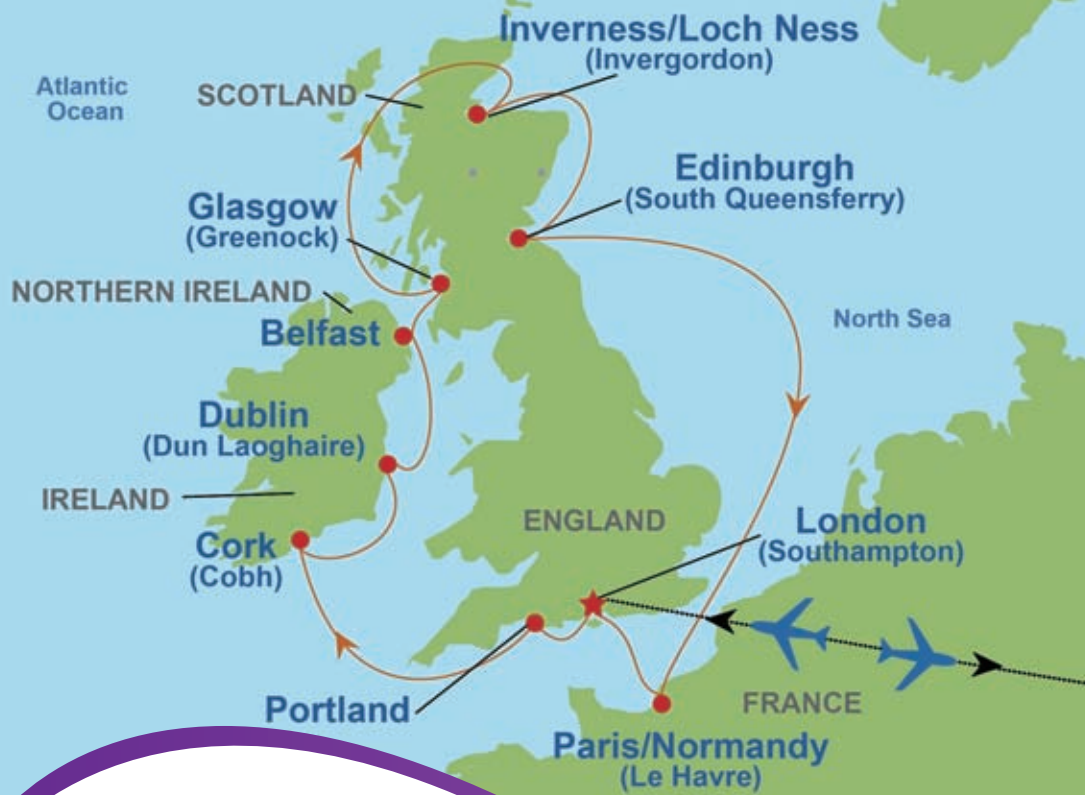 Inverness/Loch Ness
(Invergordon)
Atlantic
Ocean
SCOTLAND
Edinburgh
(South Queensferry)
Glasgow
(Greenock)
NORTHERN IRELAND
Belfast
North Sea
Dublin
(Dun Laoghaire)
IRELAND
ENGLAND
London
(Southampton)
Cork
(Cobh)
Portland
FRANCE
Paris/Normandy
(Le Havre)